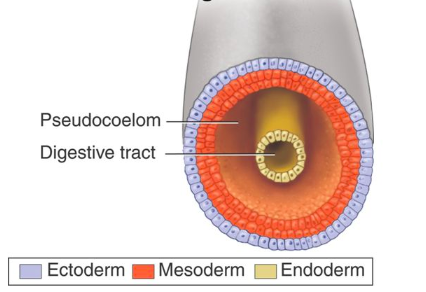 Pseudocoelom
Digestive tract
Ectoderm Mesoderm Endoderm